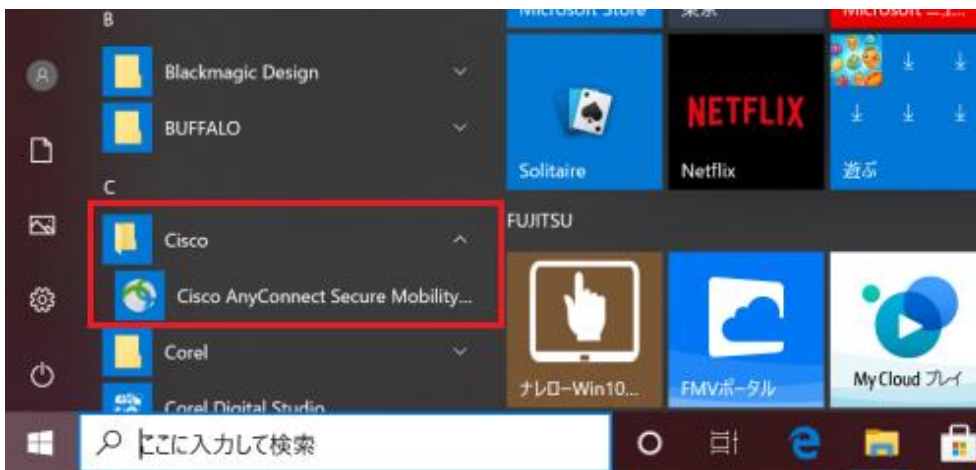 B
Blackmagic Design
BUFFALO
C
Cisco
Cisco AnyConnect Secure Mobility...
Corel
Corel Digital Studio
Microsoft Store
東京
Solitaire
NETFLIX
Netflix
遊ぶ
FUJITSU
ナレローWin10...
FMVポータル
My Cloud プレイ
ここに入力して検索